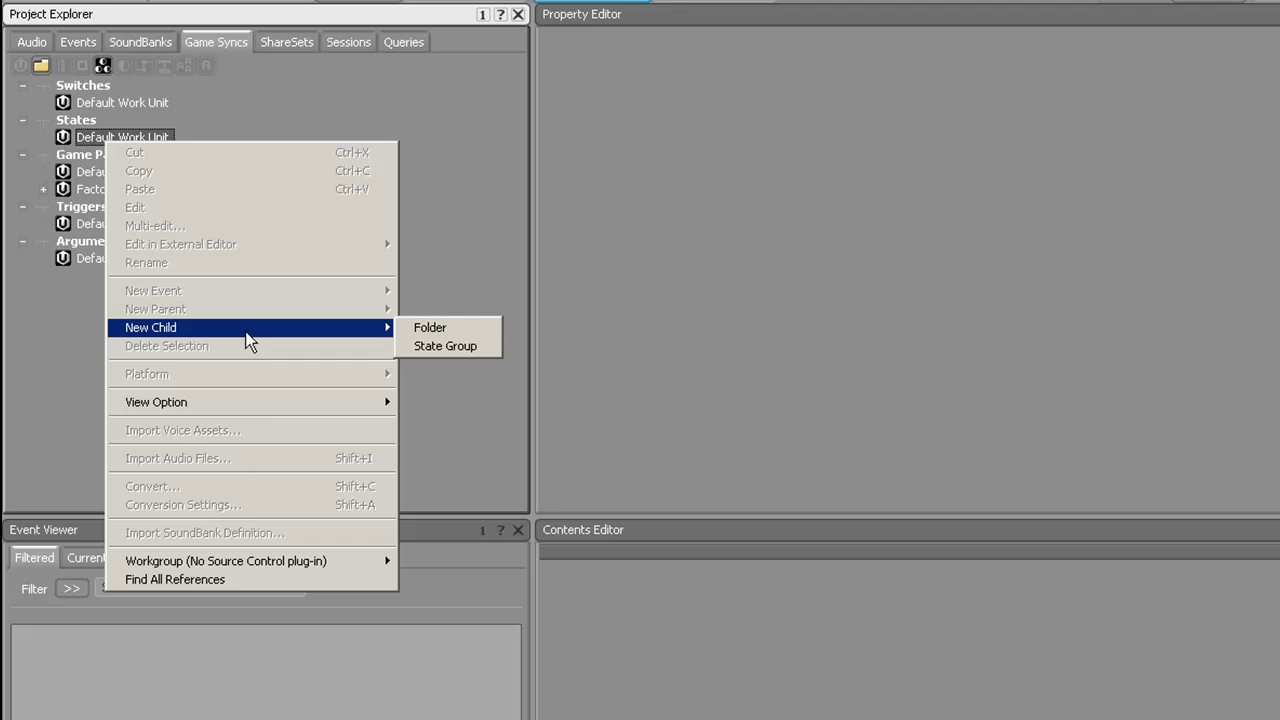 Project Explorer
1 ?
Property Editor
Audio Events SoundBanks Game Syncs ShareSets Sessions Queries
Switches
Default Work Unit
States
Default Work Unit
Game P
Defau
Facto
Triggers
Defau
Argume
Defau
Cut Ctrl+X
Copy Ctrl+C
Paste Ctrl+V
Edit
Multi-edit...
Edit in External Editor
Rename
New Event
New Parent
New Child
Delete Selection
Platform
View Option
Import Voice Assets...
Import Audio Files... Shift+I
Convert... Shift+C
Conversion Settings... Shift+A
Import SoundBank Definition...
Workgroup (No Source Control plug-in)
Find All References
Folder
State Group
Event Viewer
1 ?
Contents Editor
Filtered Current
Filter >>